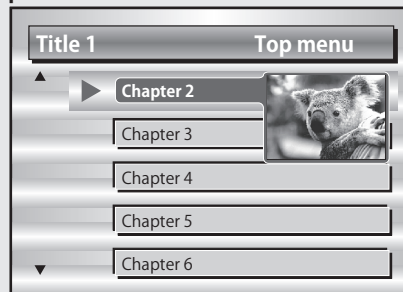 Title 1 Top menu
Chapter 2
Chapter 3
Chapter 4
Chapter 5
Chapter 6